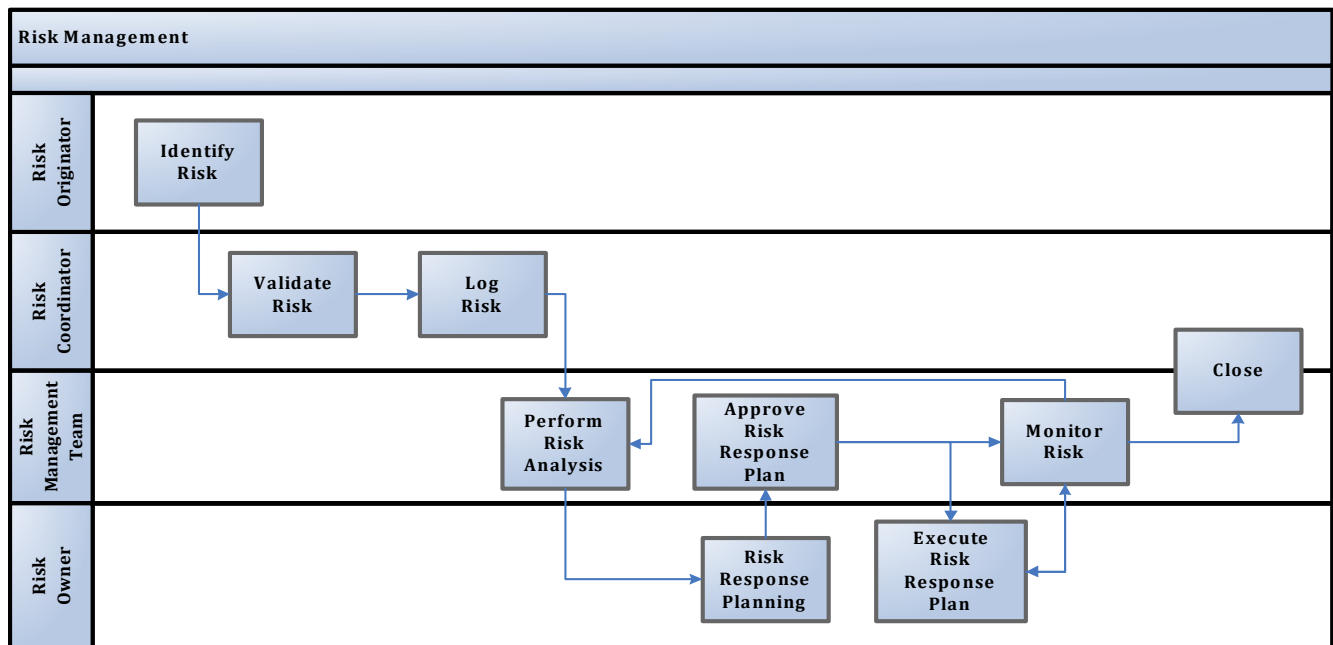 Risk Management
Risk
Originator
Identify
Risk
Risk
Coordinator
Validate
Risk
Log
Risk
Close
Risk
Management
Team
Perform
Risk
Analysis
Approve
Risk
Response
Plan
Monitor
Risk
Risk
Owner
Risk
Response
Planning
Execute
Risk
Response
Plan